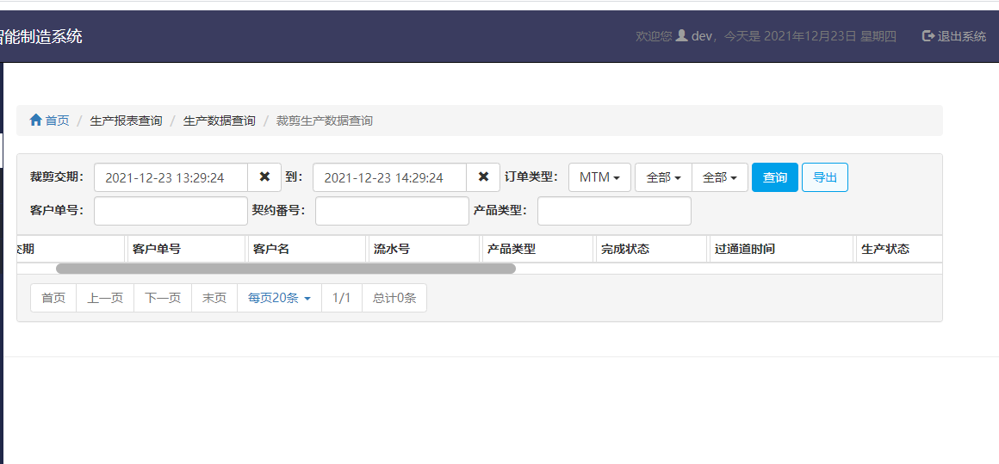 能制造系统 欢迎您 dev，今天是 2021年12月23日 星期四 退出系统
首页 / 生产报表查询 / 生产数据查询 / 裁剪生产数据查询
裁剪交期： 2021-12-23 13:29:24 到： 2021-12-23 14:29:24 订单类型： MTM 全部 全部 查询 导出
客户单号： 契约番号： 产品类型：
期 客户单号 客户名 流水号 产品类型 完成状态 过通道时间 生产状态
首页 上一页 下一页 末页 每页20条 1/1 总计0条